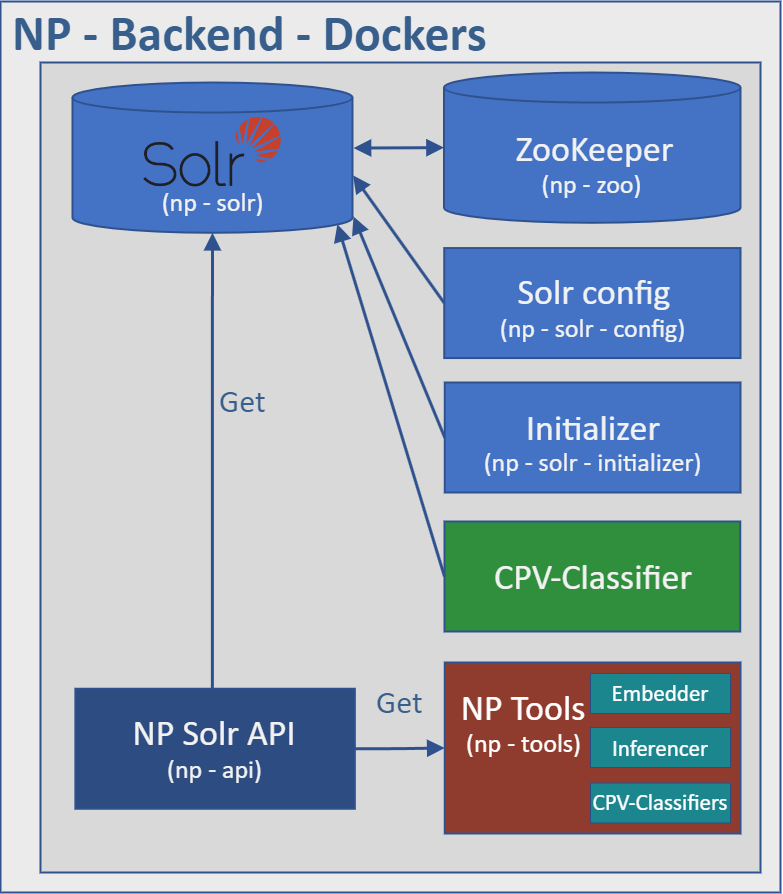 NP - Backend - Dockers
Solr
(np - solr)
ZooKeeper
(np - zoo)
Solr config
(np - solr - config)
Get
Initializer
(np - solr - initializer)
CPV-Classifier
NP Solr API
(np - api)
Get
NP Tools
(np - tools)
Embedder
Inferencer
CPV-Classifiers